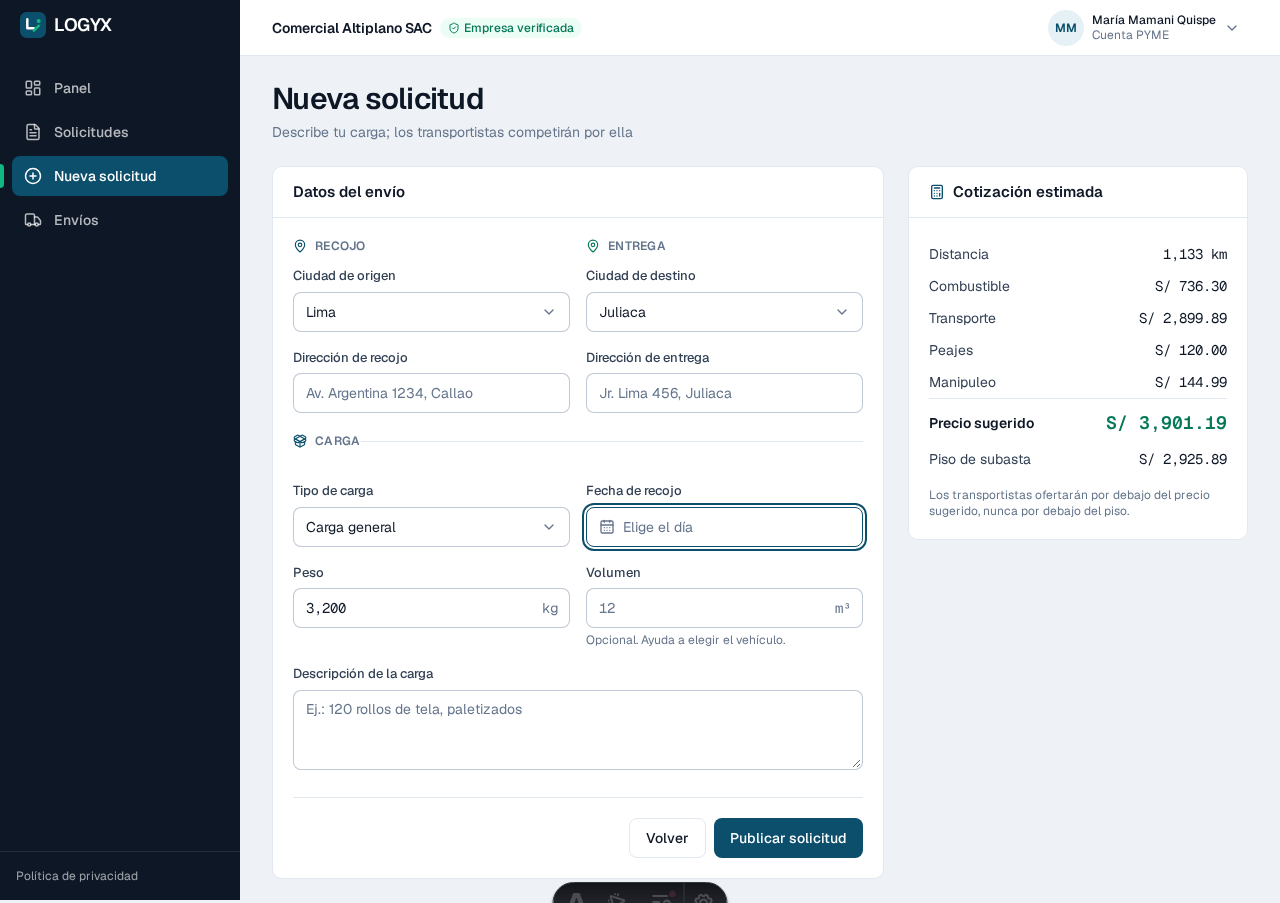 LOGYX
Panel
Solicitudes
Nueva solicitud
Envíos
Política de privacidad
Comercial Altiplano SAC
Empresa verificada
MM
María Mamani Quispe
Cuenta PYME
Nueva solicitud
Describe tu carga; los transportistas competirán por ella
Datos del envío
RECOJO
ENTREGA
Ciudad de origen
Ciudad de destino
Lima
Juliaca
Dirección de recojo
Dirección de entrega
Av. Argentina 1234, Callao
Jr. Lima 456, Juliaca
CARGA
Tipo de carga
Fecha de recojo
Carga general
Elige el día
Peso
Volumen
3,200 kg
12 m³
Opcional. Ayuda a elegir el vehículo.
Descripción de la carga
Ej.: 120 rollos de tela, paletizados
Volver
Publicar solicitud
Cotización estimada
Distancia 1,133 km
Combustible S/ 736.30
Transporte S/ 2,899.89
Peajes S/ 120.00
Manipuleo S/ 144.99
Precio sugerido S/ 3,901.19
Piso de subasta S/ 2,925.89
Los transportistas ofertarán por debajo del precio
sugerido, nunca por debajo del piso.